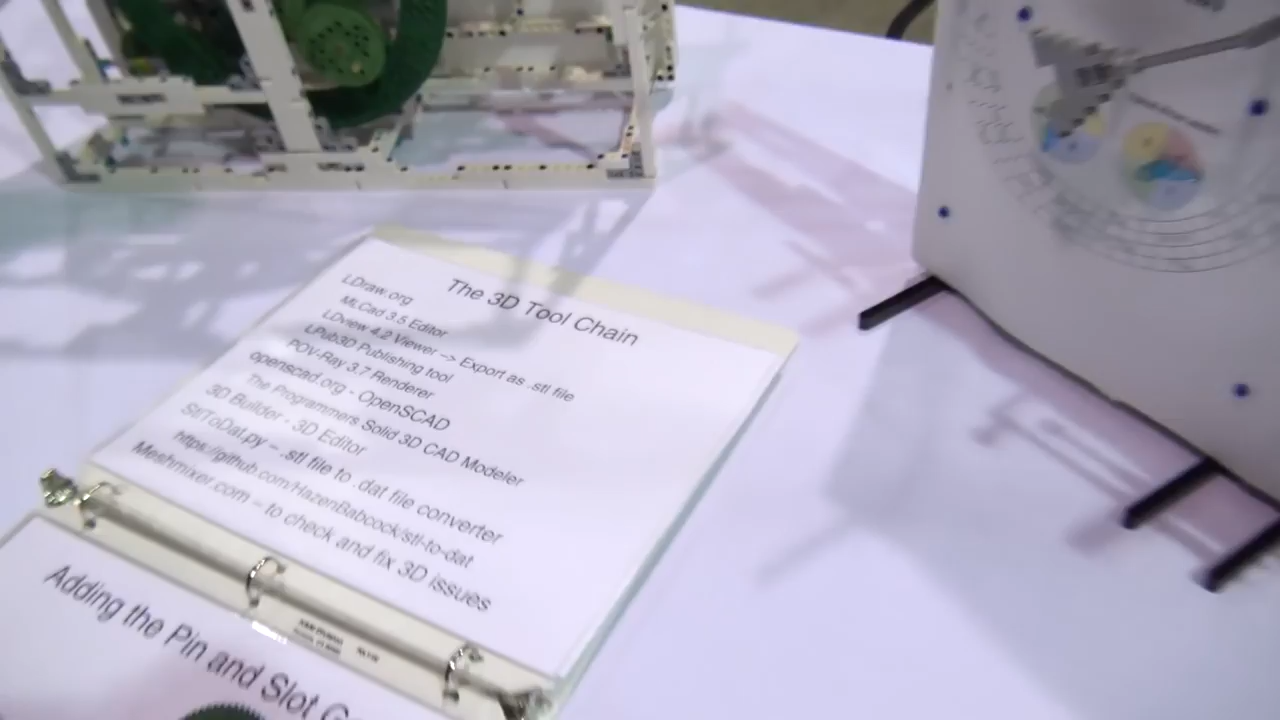 The 3D Tool Chain
LDraw.org
MLCad 3.5 Editor
LDview 4.2 Viewer --> Export as .stl file
LPub3D Publishing tool
POV-Ray 3.7 Renderer
openscad.org - OpenSCAD
The Programmers Solid 3D CAD Modeler
3D Builder - 3D Editor
StlToDat.py – .stl file to .dat file converter
https://github.com/HazenBabcock/stl-to-dat
Meshmixer.com – to check and fix 3D issues
Adding the Pin and Slot